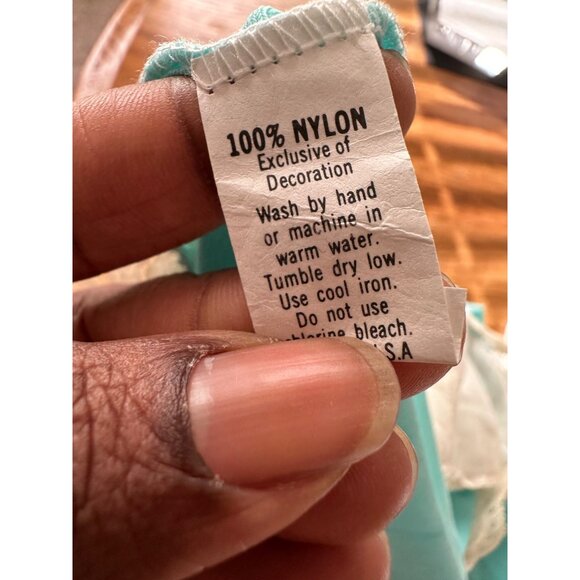 100% NYLON
Exclusive of
Decoration
Wash by hand
or machine in
warm water.
Tumble dry low.
Use cool iron.
Do not use
chlorine bleach.
U.S.A